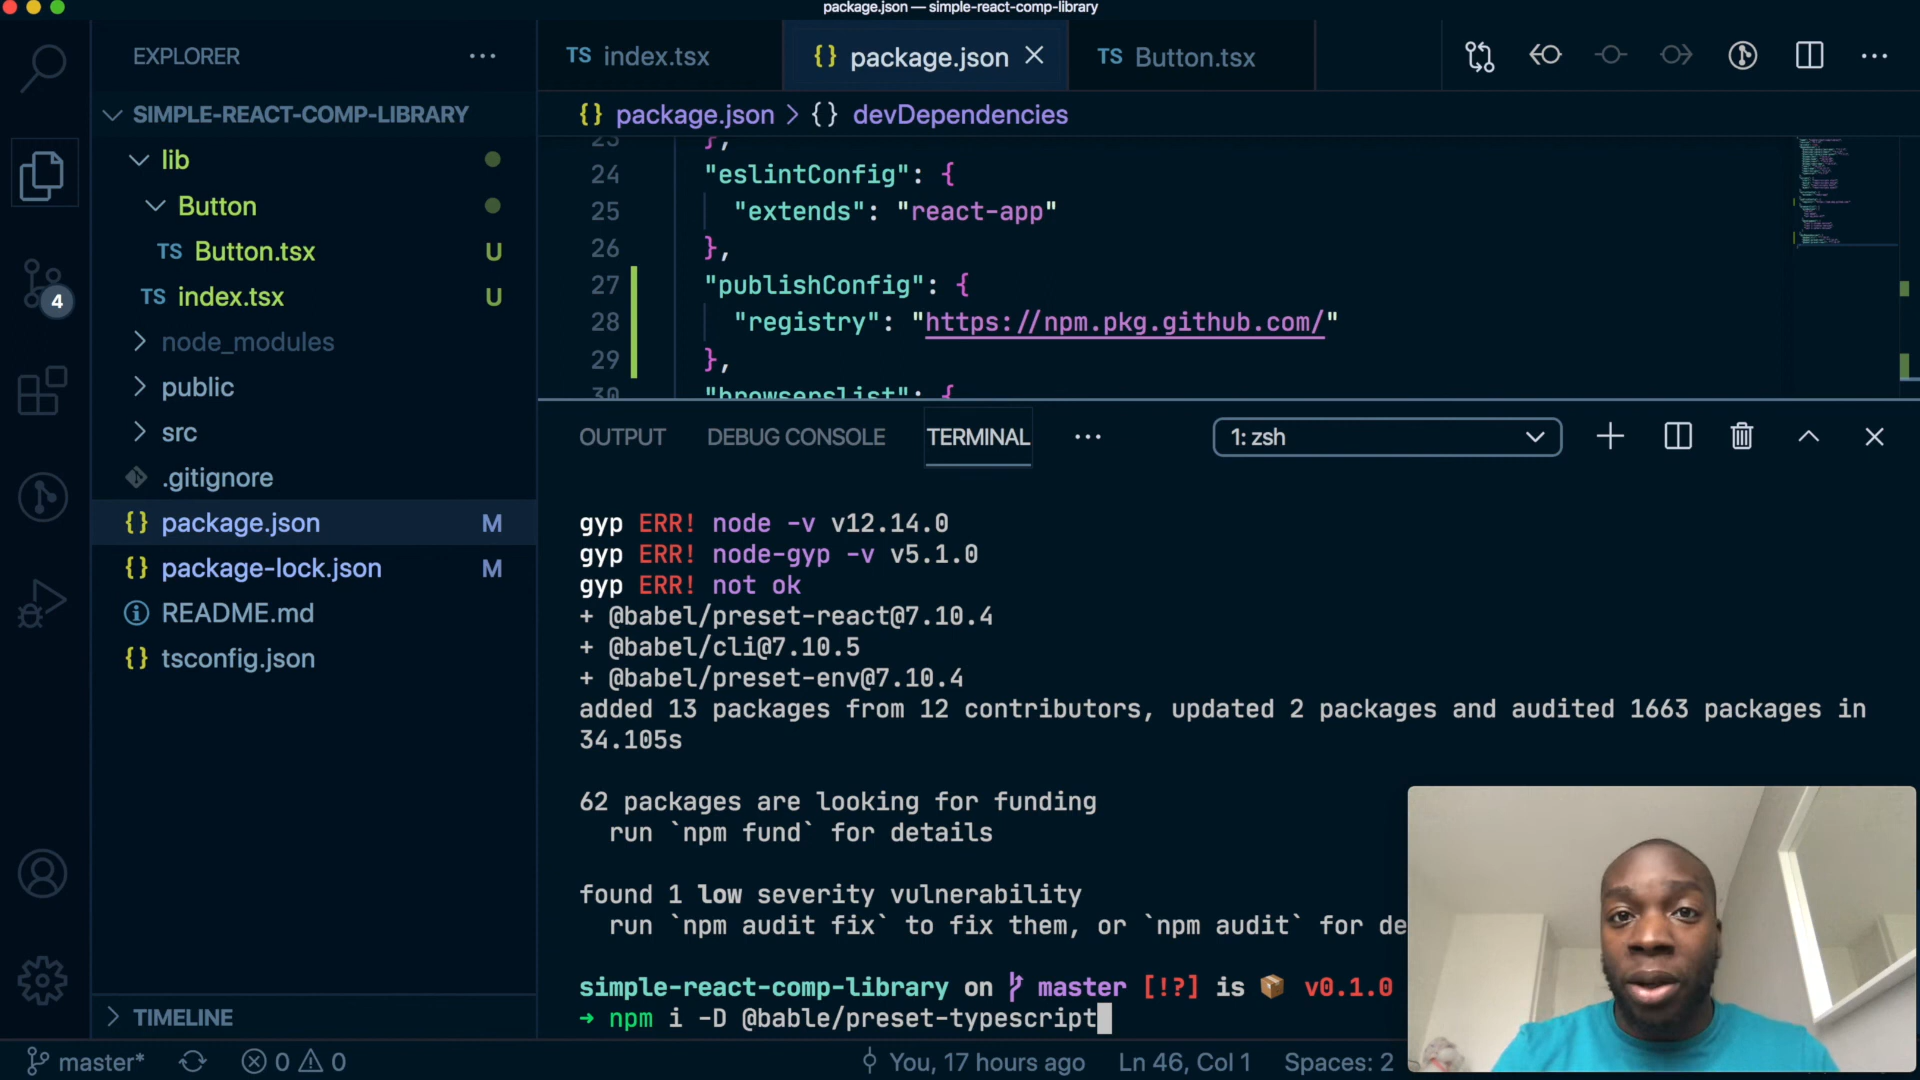 package.json — simple-react-comp-library
EXPLORER
SIMPLE-REACT-COMP-LIBRARY
lib
Button
TS Button.tsx U
TS index.tsx U
node_modules
public
src
.gitignore
{} package.json M
{} package-lock.json M
README.md
{} tsconfig.json
TIMELINE
4
TS index.tsx
{} package.json
TS Button.tsx
{} package.json > {} devDependencies
23 },
24 "eslintConfig": {
25 "extends": "react-app"
26 },
27 "publishConfig": {
28 "registry": "https://npm.pkg.github.com/"
29 },
30 "browserslist": {
OUTPUT DEBUG CONSOLE TERMINAL 1: zsh
gyp ERR! node -v v12.14.0
gyp ERR! node-gyp -v v5.1.0
gyp ERR! not ok
+ @babel/preset-react@7.10.4
+ @babel/cli@7.10.5
+ @babel/preset-env@7.10.4
added 13 packages from 12 contributors, updated 2 packages and audited 1663 packages in
34.105s
62 packages are looking for funding
run `npm fund` for details
found 1 low severity vulnerability
run `npm audit fix` to fix them, or `npm audit` for de
simple-react-comp-library on master [!?] is 📦 v0.1.0
➜ npm i -D @bable/preset-typescript
master* 0 0 You, 17 hours ago Ln 46, Col 1 Spaces: 2